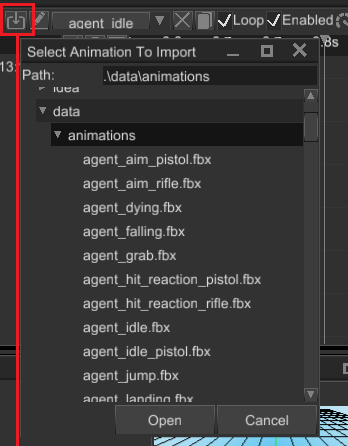 agent_idle Loop Enabled
.8s
Select Animation To Import
13:
Path: .\data\animations
idea
data
animations
agent_aim_pistol.fbx
agent_aim_rifle.fbx
agent_dying.fbx
agent_falling.fbx
agent_grab.fbx
agent_hit_reaction_pistol.fbx
agent_hit_reaction_rifle.fbx
agent_idle.fbx
agent_idle_pistol.fbx
agent_jump.fbx
agent_landing.fbx
Open Cancel